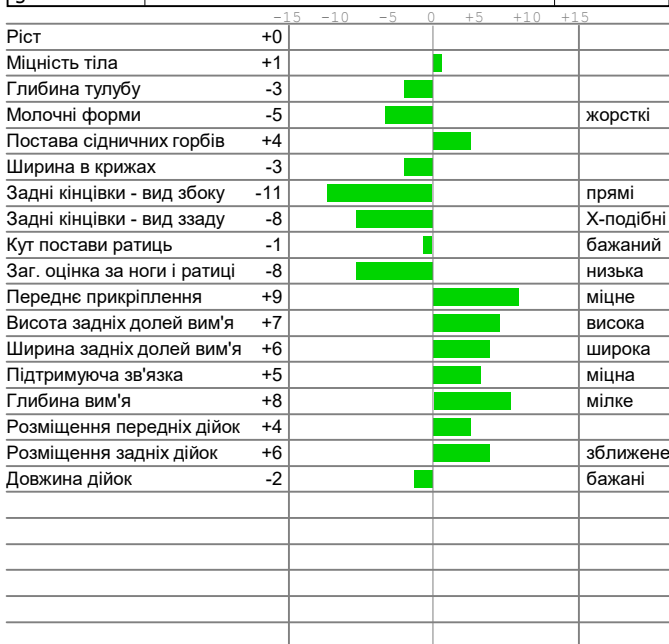 -15 -10 -5 0 +5 +10 +15
Ріст +0
Міцність тіла +1
Глибина тулубу -3
Молочні форми -5 жорсткі
Постава сідничних горбів +4
Ширина в крижах -3
Задні кінцівки - вид збоку -11 прямі
Задні кінцівки - вид ззаду -8 Х-подібні
Кут постави ратиць -1 бажаний
Заг. оцінка за ноги і ратиці -8 низька
Переднє прикріплення +9 міцне
Висота задніх долей вим'я +7 висока
Ширина задніх долей вим'я +6 широка
Підтримуюча зв'язка +5 міцна
Глибина вим'я +8 мілке
Розміщення передніх дійок +4
Розміщення задніх дійок +6 зближене
Довжина дійок -2 бажані